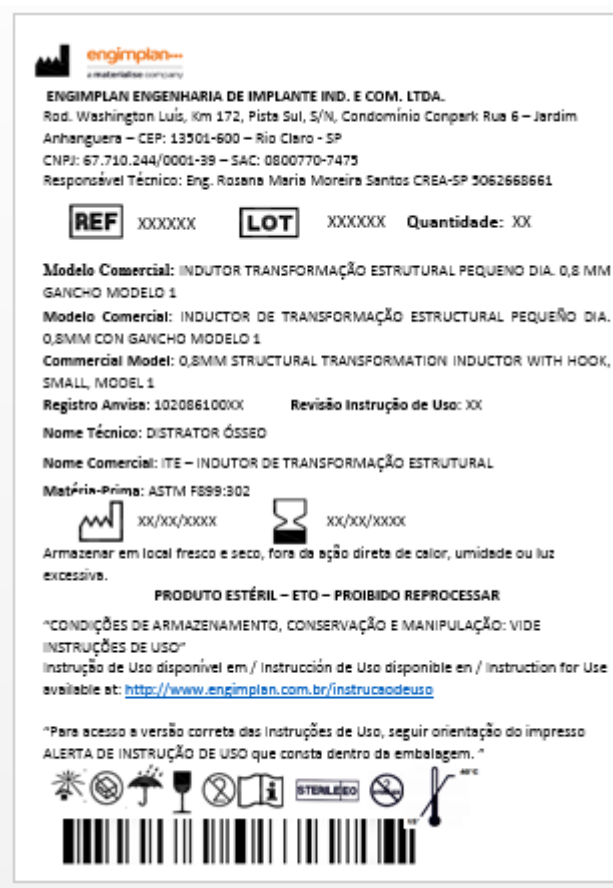 engimplan
a materialise company
ENGIMPLAN ENGENHARIA DE IMPLANTE IND. E COM. LTDA.
Rod. Washington Luís, Km 172, Pista Sul, S/N, Condomínio Conpark Rua 6 – Jardim
Anhanguera – CEP: 13501-600 – Rio Claro - SP
CNPJ: 67.710.244/0001-39 – SAC: 0800770-7475
Responsável Técnico: Eng. Rosana Maria Moreira Santos CREA-SP 5062668661
REF XXXXXX LOT XXXXXX Quantidade: XX
Modelo Comercial: INDUTOR TRANSFORMAÇÃO ESTRUTURAL PEQUENO DIA. 0,8 MM
GANCHO MODELO 1
Modelo Comercial: INDUCTOR DE TRANSFORMAÇÃO ESTRUCTURAL PEQUEÑO DIA.
0,8MM CON GANCHO MODELO 1
Commercial Model: 0,8MM STRUCTURAL TRANSFORMATION INDUCTOR WITH HOOK,
SMALL, MODEL 1
Registro Anvisa: 102086100XX Revisão Instrução de Uso: XX
Nome Técnico: DISTRATOR ÓSSEO
Nome Comercial: ITE – INDUTOR DE TRANSFORMAÇÃO ESTRUTURAL
Matéria-Prima: ASTM F899:302
XX/XX/XXXX XX/XX/XXXX
Armazenar em local fresco e seco, fora da ação direta de calor, umidade ou luz
excessiva.
PRODUTO ESTÉRIL – ETO – PROIBIDO REPROCESSAR
“CONDIÇÕES DE ARMAZENAMENTO, CONSERVAÇÃO E MANIPULAÇÃO: VIDE
INSTRUÇÕES DE USO”
Instrução de Uso disponível em / Instrucción de Uso disponible en / Instruction for Use
available at: http://www.engimplan.com.br/instrucaodeuso
“Para acesso a versão correta das Instruções de Uso, seguir orientação do impresso
ALERTA DE INSTRUÇÃO DE USO que consta dentro da embalagem. ”
2 i STERILE EO 2